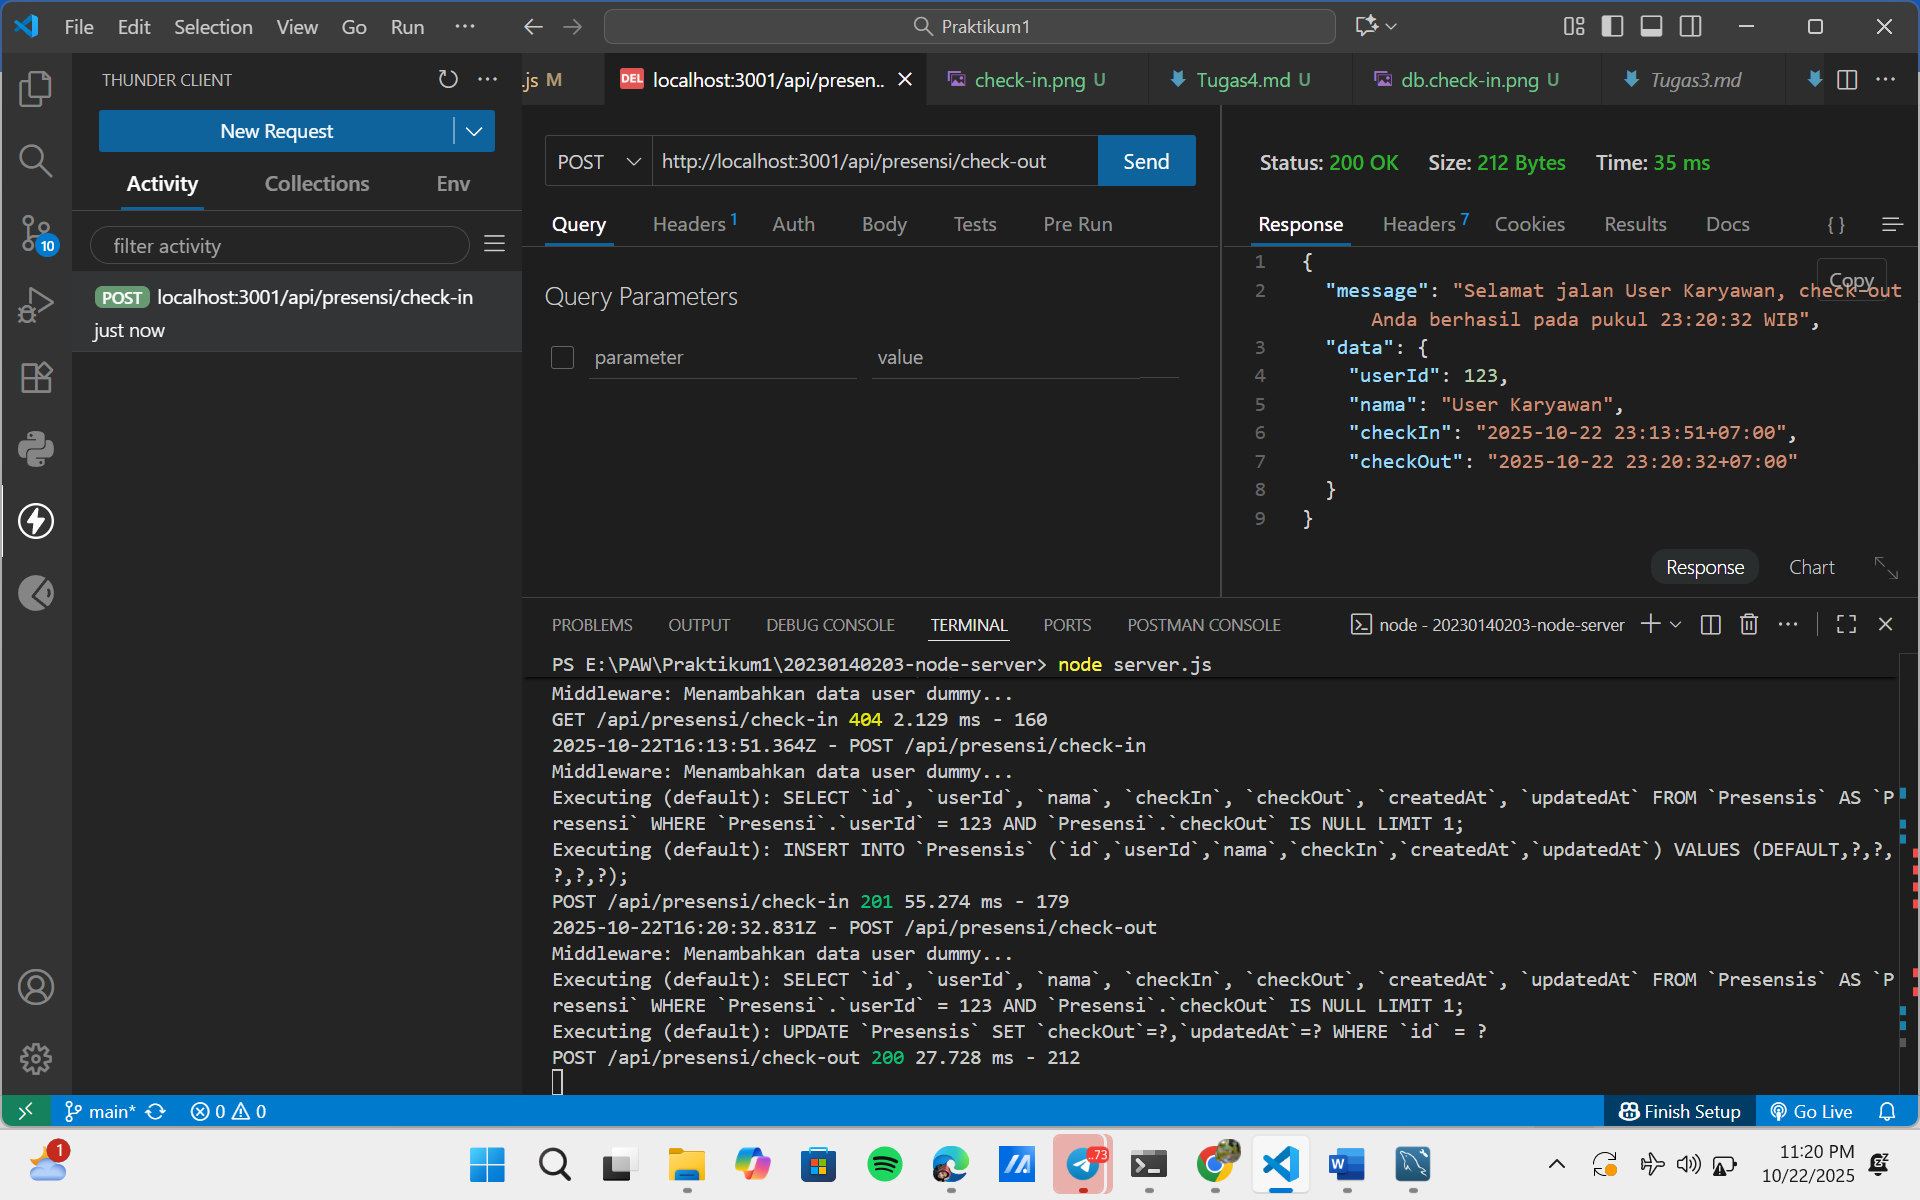 File Edit Selection View Go Run ···
Praktikum1
THUNDER CLIENT
New Request
Activity Collections Env
filter activity
POST localhost:3001/api/presensi/check-in
just now
.js M
DEL localhost:3001/api/presen..
check-in.png U
Tugas4.md U
db.check-in.png U
Tugas3.md
POST http://localhost:3001/api/presensi/check-out Send
Query Headers 1 Auth Body Tests Pre Run
Query Parameters
parameter value
Status: 200 OK Size: 212 Bytes Time: 35 ms
Response Headers 7 Cookies Results Docs { }
Copy
1 {
2 "message": "Selamat jalan User Karyawan, check-out
Anda berhasil pada pukul 23:20:32 WIB",
3 "data": {
4 "userId": 123,
5 "nama": "User Karyawan",
6 "checkIn": "2025-10-22 23:13:51+07:00",
7 "checkOut": "2025-10-22 23:20:32+07:00"
8 }
9 }
Response Chart
PROBLEMS OUTPUT DEBUG CONSOLE TERMINAL PORTS POSTMAN CONSOLE
node - 20230140203-node-server
PS E:\PAW\Praktikum1\20230140203-node-server> node server.js
Middleware: Menambahkan data user dummy...
GET /api/presensi/check-in 404 2.129 ms - 160
2025-10-22T16:13:51.364Z - POST /api/presensi/check-in
Middleware: Menambahkan data user dummy...
Executing (default): SELECT `id`, `userId`, `nama`, `checkIn`, `checkOut`, `createdAt`, `updatedAt` FROM `Presensis` AS `P
resensi` WHERE `Presensi`.`userId` = 123 AND `Presensi`.`checkOut` IS NULL LIMIT 1;
Executing (default): INSERT INTO `Presensis` (`id`,`userId`,`nama`,`checkIn`,`createdAt`,`updatedAt`) VALUES (DEFAULT,?,?,
?,?,?);
POST /api/presensi/check-in 201 55.274 ms - 179
2025-10-22T16:20:32.831Z - POST /api/presensi/check-out
Middleware: Menambahkan data user dummy...
Executing (default): SELECT `id`, `userId`, `nama`, `checkIn`, `checkOut`, `createdAt`, `updatedAt` FROM `Presensis` AS `P
resensi` WHERE `Presensi`.`userId` = 123 AND `Presensi`.`checkOut` IS NULL LIMIT 1;
Executing (default): UPDATE `Presensis` SET `checkOut`=?,`updatedAt`=? WHERE `id` = ?
POST /api/presensi/check-out 200 27.728 ms - 212
10
main* 0 0
Finish Setup Go Live
1
..73
11:20 PM
10/22/2025